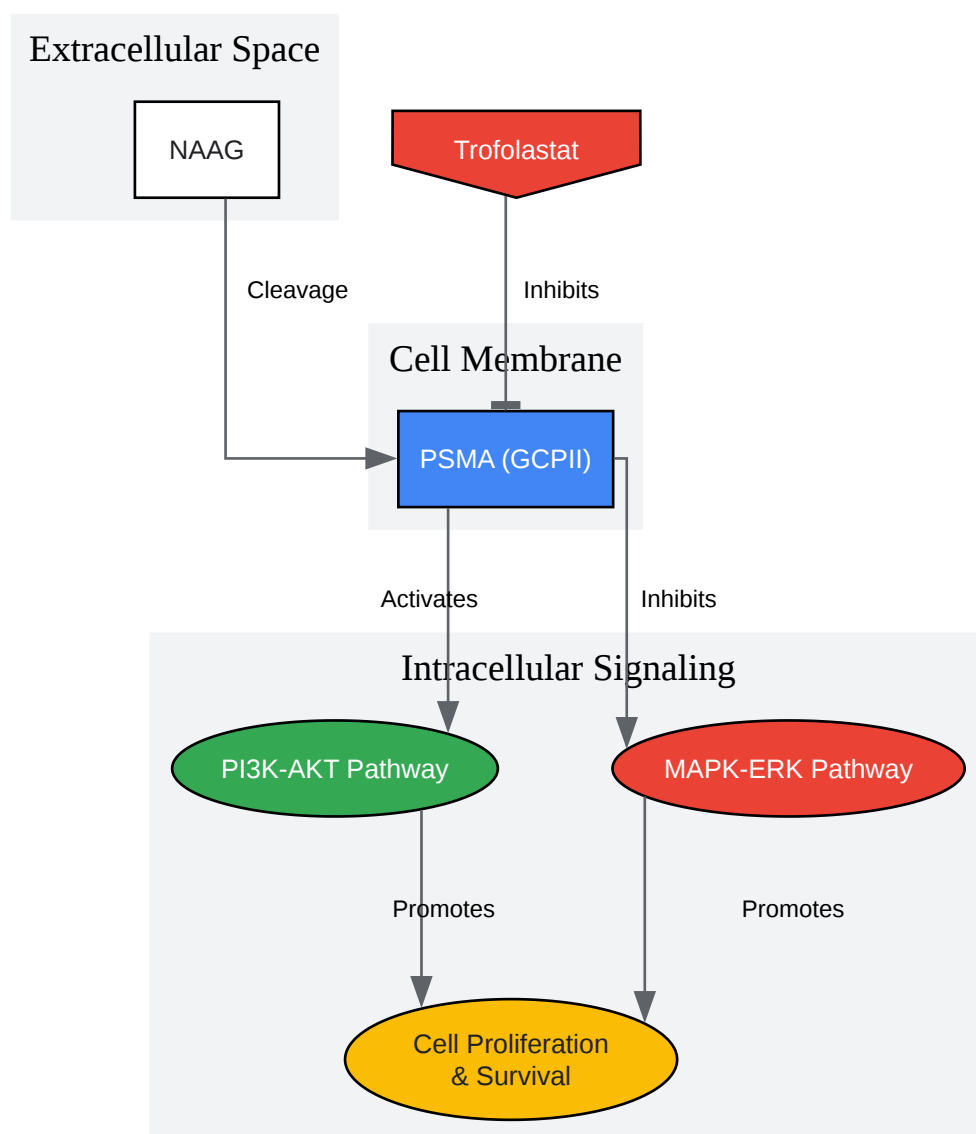 Extracellular Space
NAAG
Trofolastat
Cleavage
Inhibits
Cell Membrane
PSMA (GCPII)
Activates
Inhibits
Intracellular Signaling
PI3K-AKT Pathway
MAPK-ERK Pathway
Promotes
Promotes
Cell Proliferation
& Survival